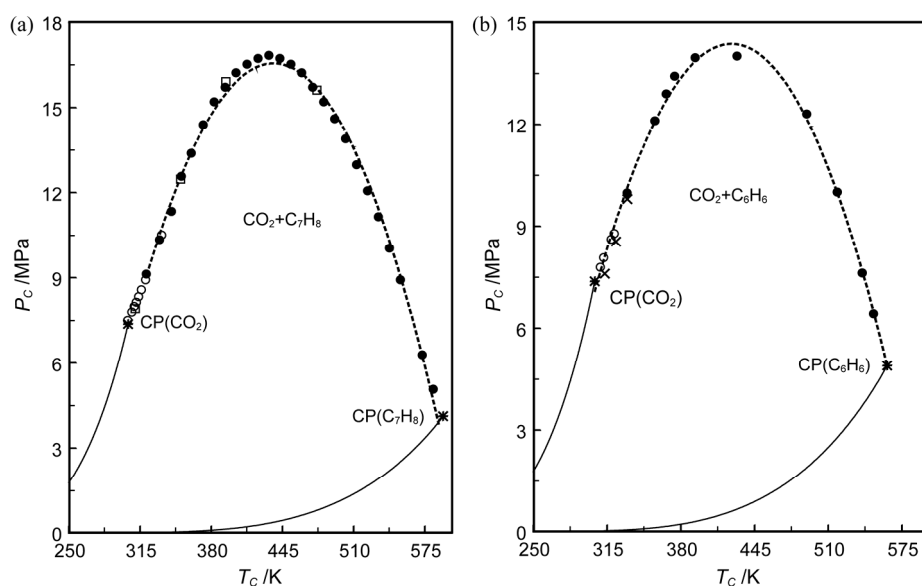 (a)
18
15
12
9
6
3
0
P_C /MPa
CO₂+C₇H₈
CP(CO₂)
CP(C₇H₈)
250 315 380 445 510 575
T_C /K
(b)
15
12
9
6
3
0
P_C /MPa
CO₂+C₆H₆
CP(CO₂)
CP(C₆H₆)
250 315 380 445 510 575
T_C /K